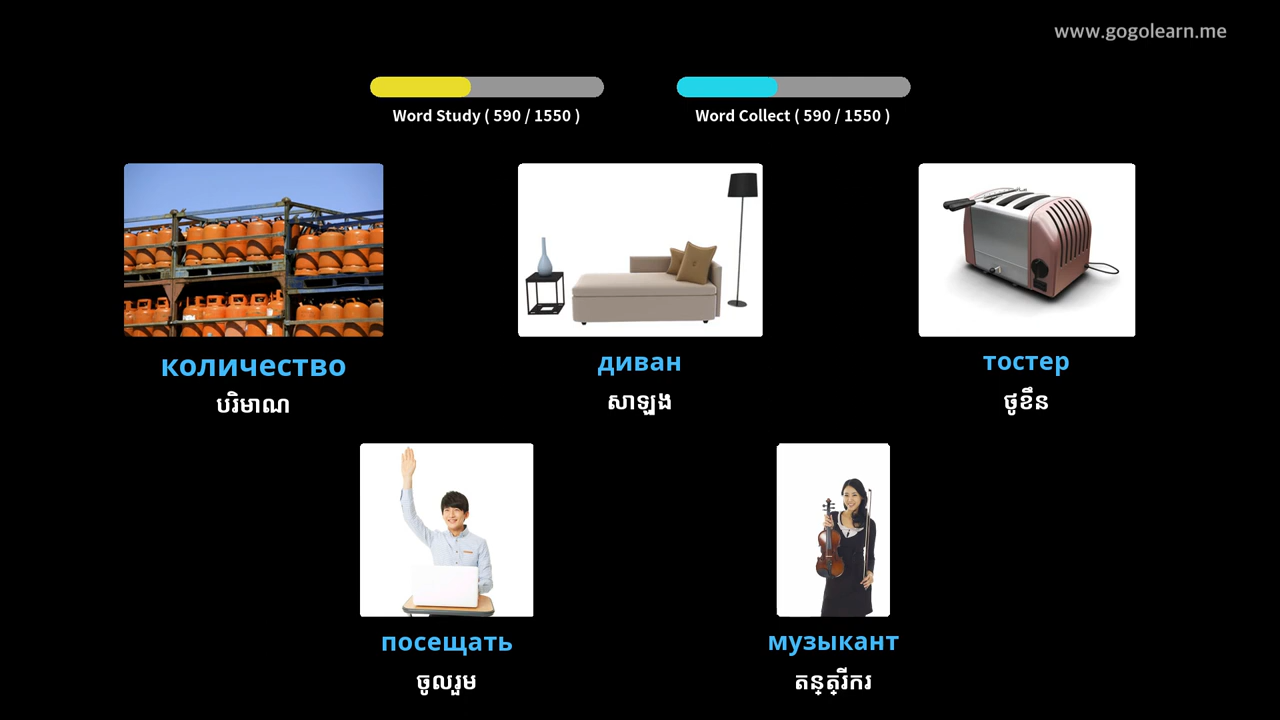 www.gogolearn.me
Word Study ( 590 / 1550 )
Word Collect ( 590 / 1550 )
количество
បរិមាណ
диван
សាឡុង
тостер
ថូខឺន
посещать
ចូលរួម
музыкант
តន្ត្រីករ